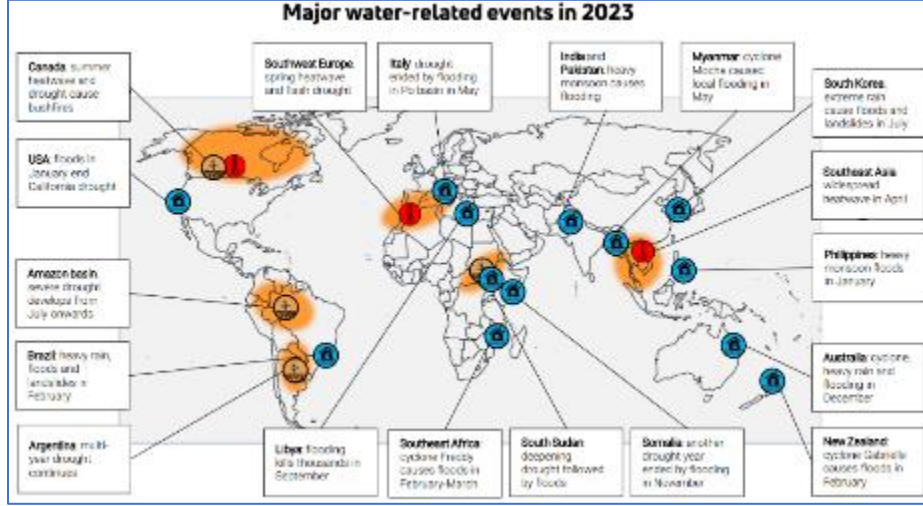 Major water-related events in 2023
Canada: summer
heatwave and
drought cause
bushfires
Southwest Europe:
spring heatwave
and flash drought
Italy: drought
ended by flooding
in Po basin in May
India and
Pakistan: heavy
monsoon causes
flooding
Myanmar: cyclone
Mocha caused
local flooding in
May
South Korea:
extreme rain
cause floods and
landslides in July
USA: floods in
January end
California drought
Southeast Asia:
widespread
heatwave in April
Amazon basin:
severe drought
develops from
July onwards
Philippines: heavy
monsoon floods
in January
Brazil: heavy rain,
floods and
landslides in
February
Australia: cyclone,
heavy rain and
flooding in
December
Argentina: multi-
year drought
continues
Libya: flooding
kills thousands in
September
Southeast Africa:
cyclone Freddy
causes floods in
February-March
South Sudan:
deepening
drought followed
by floods
Somalia: another
drought year
ended by flooding
in November
New Zealand:
cyclone Gabrielle
causes floods in
February